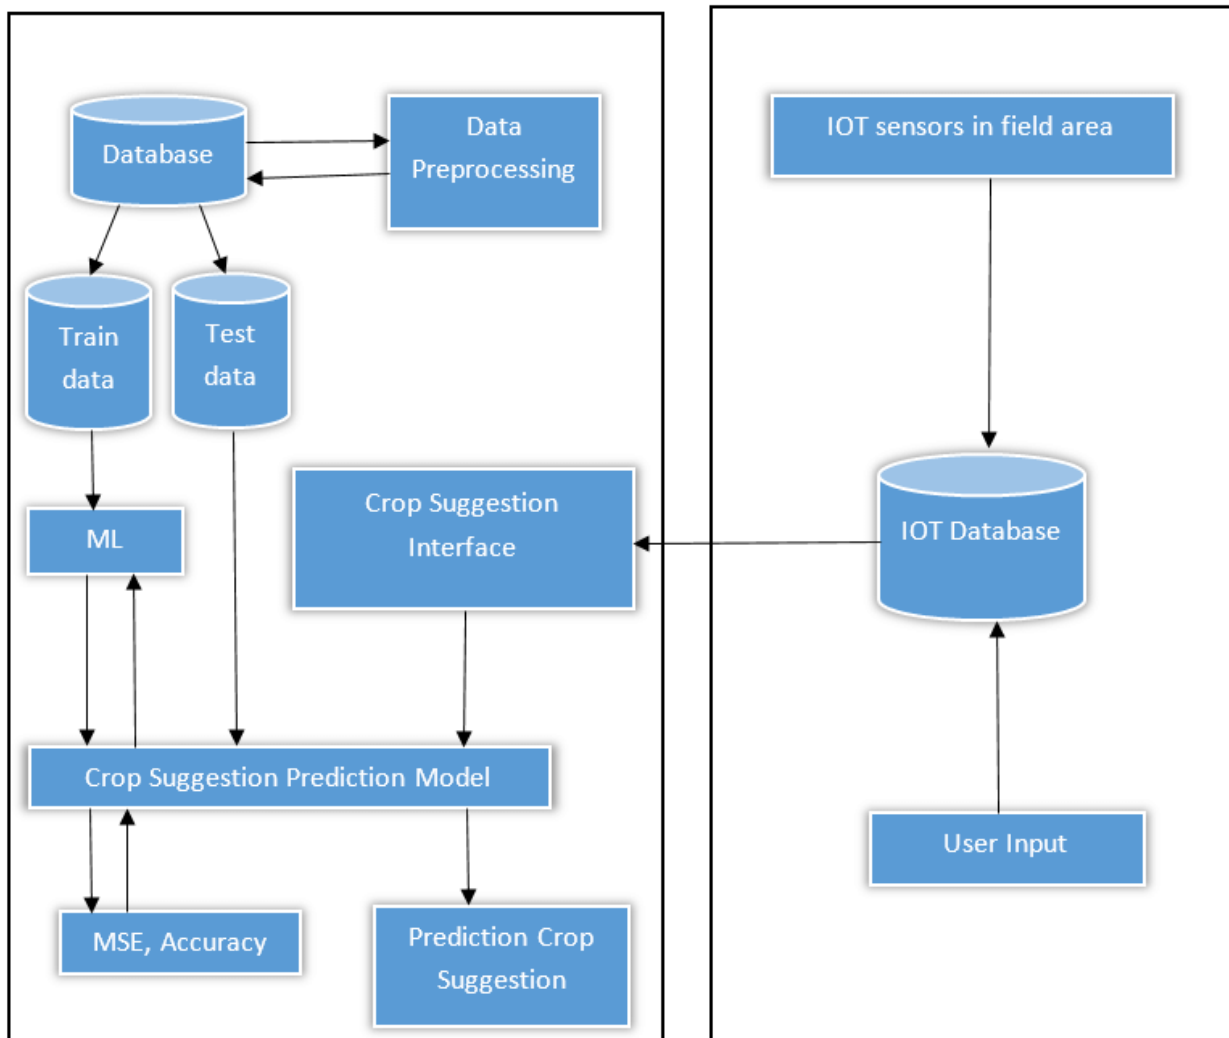 Database
Data
Preprocessing
IOT sensors in field area
Train
data
Test
data
Crop Suggestion
Interface
IOT Database
ML
Crop Suggestion Prediction Model
User Input
MSE, Accuracy
Prediction Crop
Suggestion